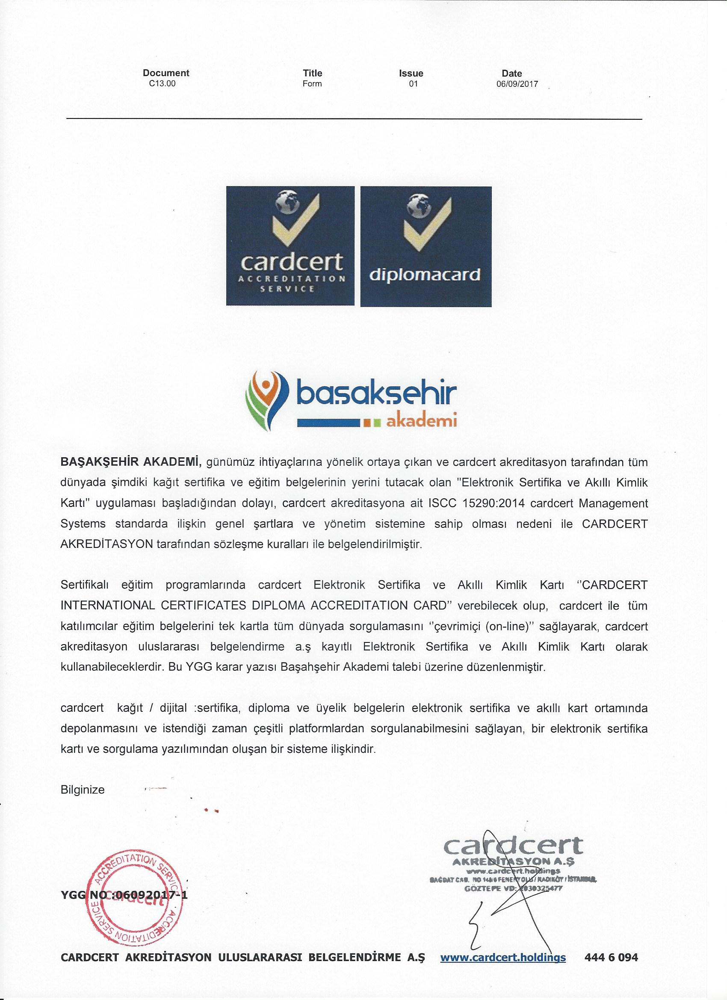 Document Title Issue Date
C13.00 Form 01 06/09/2017
cardcert
ACCREDITATION
SERVICE
diplomacard
başakşehir
akademi
BAŞAKŞEHİR AKADEMİ, günümüz ihtiyaçlarına yönelik ortaya çıkan ve cardcert akreditasyon tarafından tüm
dünyada şimdiki kağıt sertifika ve eğitim belgelerinin yerini tutacak olan "Elektronik Sertifika ve Akıllı Kimlik
Kartı" uygulaması başladığından dolayı, cardcert akreditasyona ait ISCC 15290:2014 cardcert Management
Systems standarda ilişkin genel şartlara ve yönetim sistemine sahip olması nedeni ile CARDCERT
AKREDİTASYON tarafından sözleşme kuralları ile belgelendirilmiştir.
Sertifikalı eğitim programlarında cardcert Elektronik Sertifika ve Akıllı Kimlik Kartı ‘’CARDCERT
INTERNATIONAL CERTIFICATES DIPLOMA ACCREDITATION CARD’’ verebilecek olup, cardcert ile tüm
katılımcılar eğitim belgelerini tek kartla tüm dünyada sorgulamasını ‘’çevrimiçi (on-line)’’ sağlayarak, cardcert
akreditasyon uluslararası belgelendirme a.ş kayıtlı Elektronik Sertifika ve Akıllı Kimlik Kartı olarak
kullanabileceklerdir. Bu YGG karar yazısı Başahşehir Akademi talebi üzerine düzenlenmiştir.
cardcert kağıt / dijital :sertifika, diploma ve üyelik belgelerin elektronik sertifika ve akıllı kart ortamında
depolanmasını ve istendiği zaman çeşitli platformlardan sorgulanabilmesini sağlayan, bir elektronik sertifika
kartı ve sorgulama yazılımından oluşan bir sisteme ilişkindir.
Bilginize
cardcert
AKREDİTASYON A.Ş
www.cardcert.holdings
BAĞDAT CAD. NO 148/6 FENERYOLU / KADIKÖY / İSTANBUL
GÖZTEPE VD: 2030325477
ACCREDITATION SERVICE · ACCREDITATION SERVICE
cardcert
YGG NO :06092017-1
CARDCERT AKREDİTASYON ULUSLARARASI BELGELENDİRME A.Ş www.cardcert.holdings 444 6 094